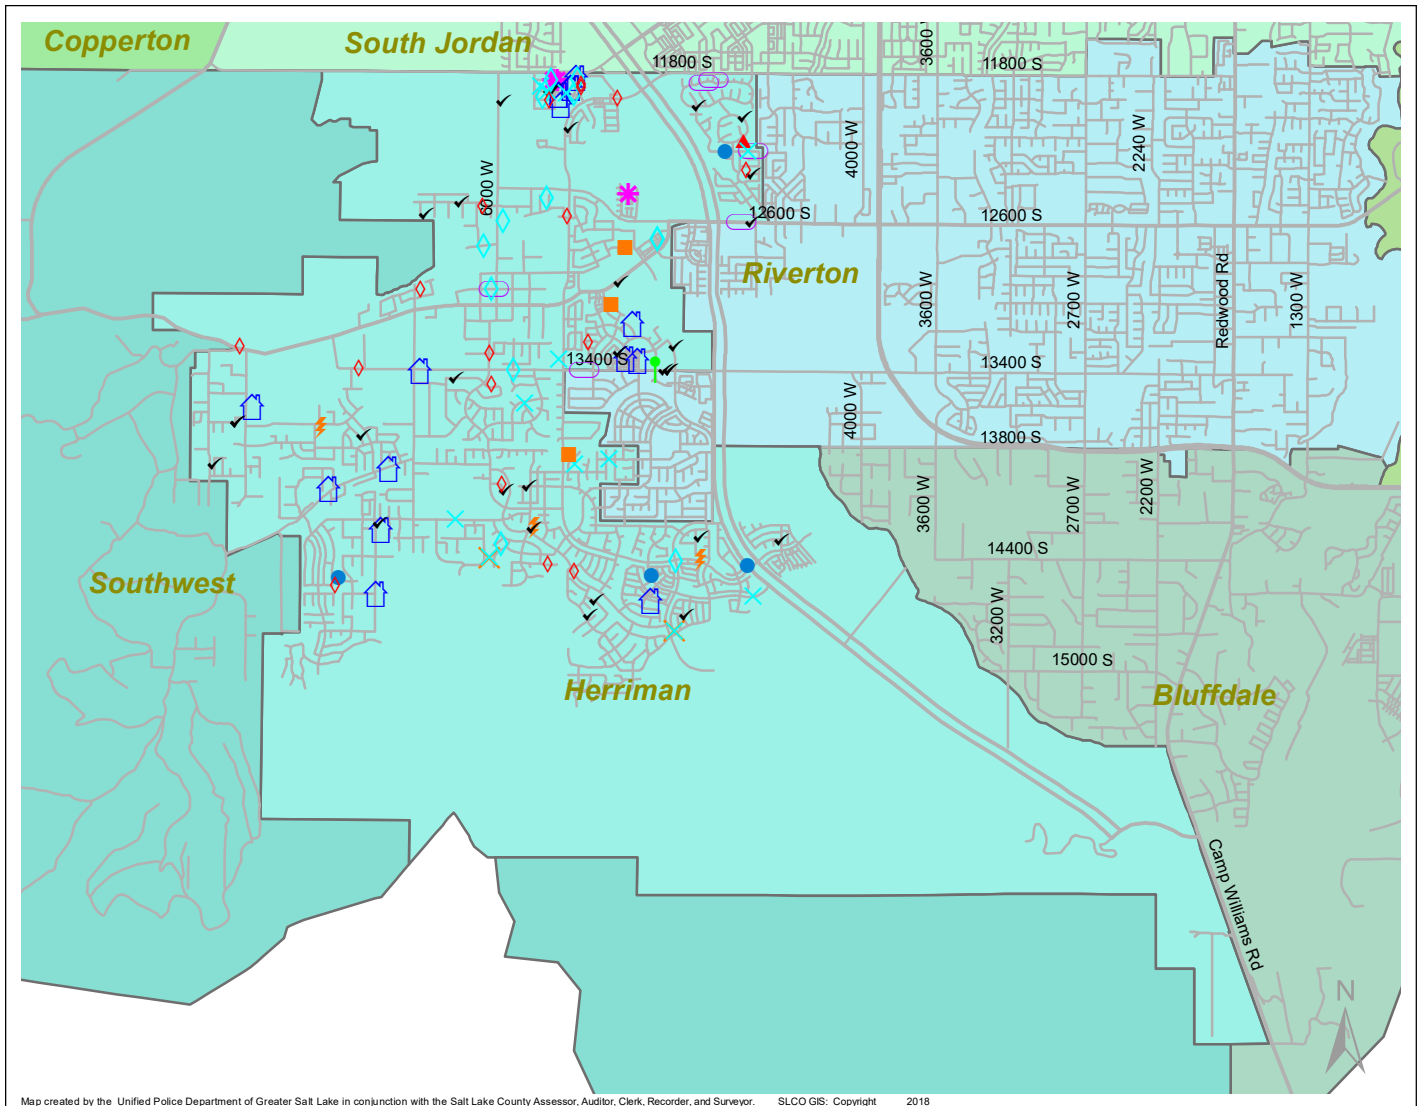 Copperton
South Jordan
11800 S
3600
11800 S
4000 W
2240 W
6000 W
12600 S
12600 S
Riverton
3600 W
2700 W
Redwood Rd
1300 W
13400 S
13400 S
4000 W
13800 S
3600 W
2700 W
2200 W
14400 S
Southwest
3200 W
15000 S
Herriman
Bluffdale
Camp Williams Rd
N
Map created by the Unified Police Department of Greater Salt Lake in conjunction with the Salt Lake County Assessor, Auditor, Clerk, Recorder, and Surveyor. SLCO GIS: Copyright 2018